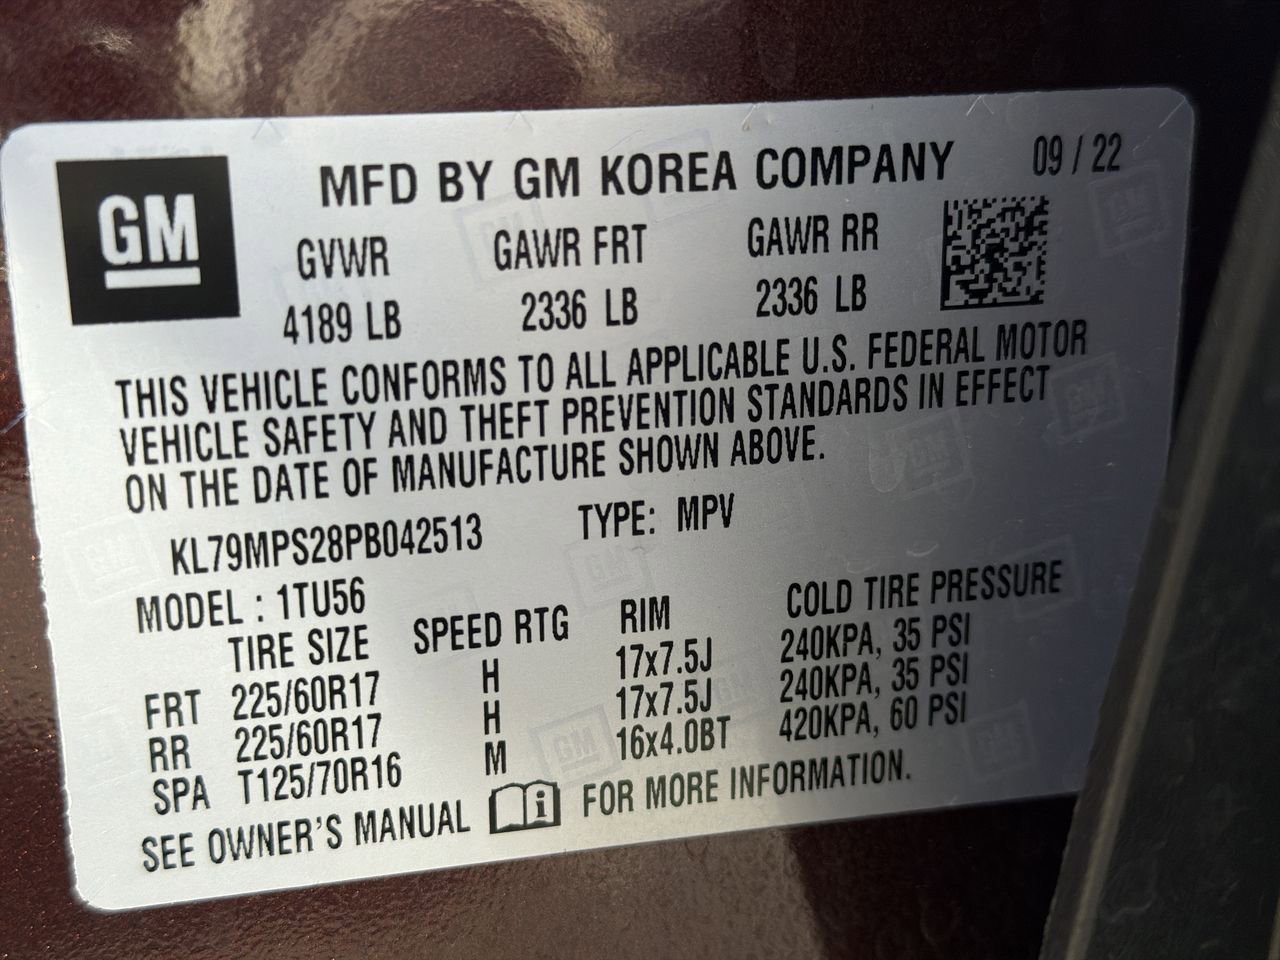 GM
MFD BY GM KOREA COMPANY 09 / 22
GVWR GAWR FRT GAWR RR
4189 LB 2336 LB 2336 LB
THIS VEHICLE CONFORMS TO ALL APPLICABLE U.S. FEDERAL MOTOR
VEHICLE SAFETY AND THEFT PREVENTION STANDARDS IN EFFECT
ON THE DATE OF MANUFACTURE SHOWN ABOVE.
KL79MPS28PB042513 TYPE: MPV
MODEL : 1TU56
TIRE SIZE SPEED RTG RIM COLD TIRE PRESSURE
FRT 225/60R17 H 17x7.5J 240KPA, 35 PSI
RR 225/60R17 H 17x7.5J 240KPA, 35 PSI
SPA T125/70R16 M 16x4.0BT 420KPA, 60 PSI
SEE OWNER'S MANUAL i FOR MORE INFORMATION.